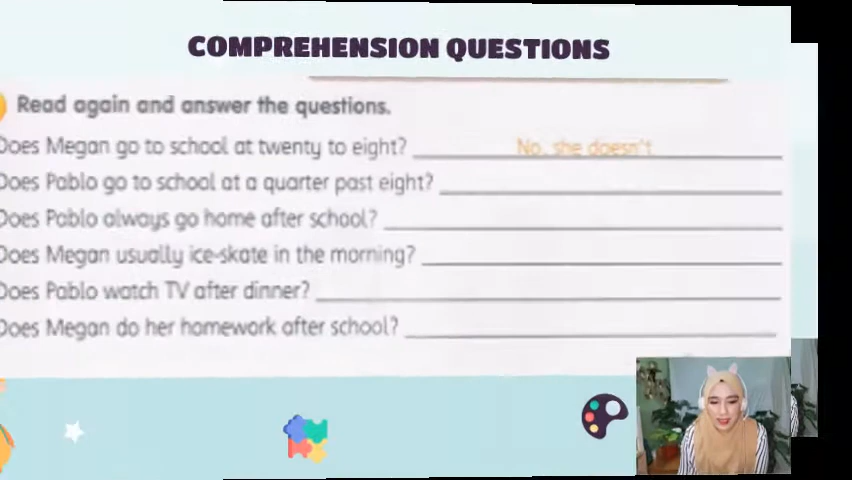 COMPREHENSION QUESTIONS
Read again and answer the questions.
Does Megan go to school at twenty to eight? No, she doesn't
Does Pablo go to school at a quarter past eight?
Does Pablo always go home after school?
Does Megan usually ice-skate in the morning?
Does Pablo watch TV after dinner?
Does Megan do her homework after school?